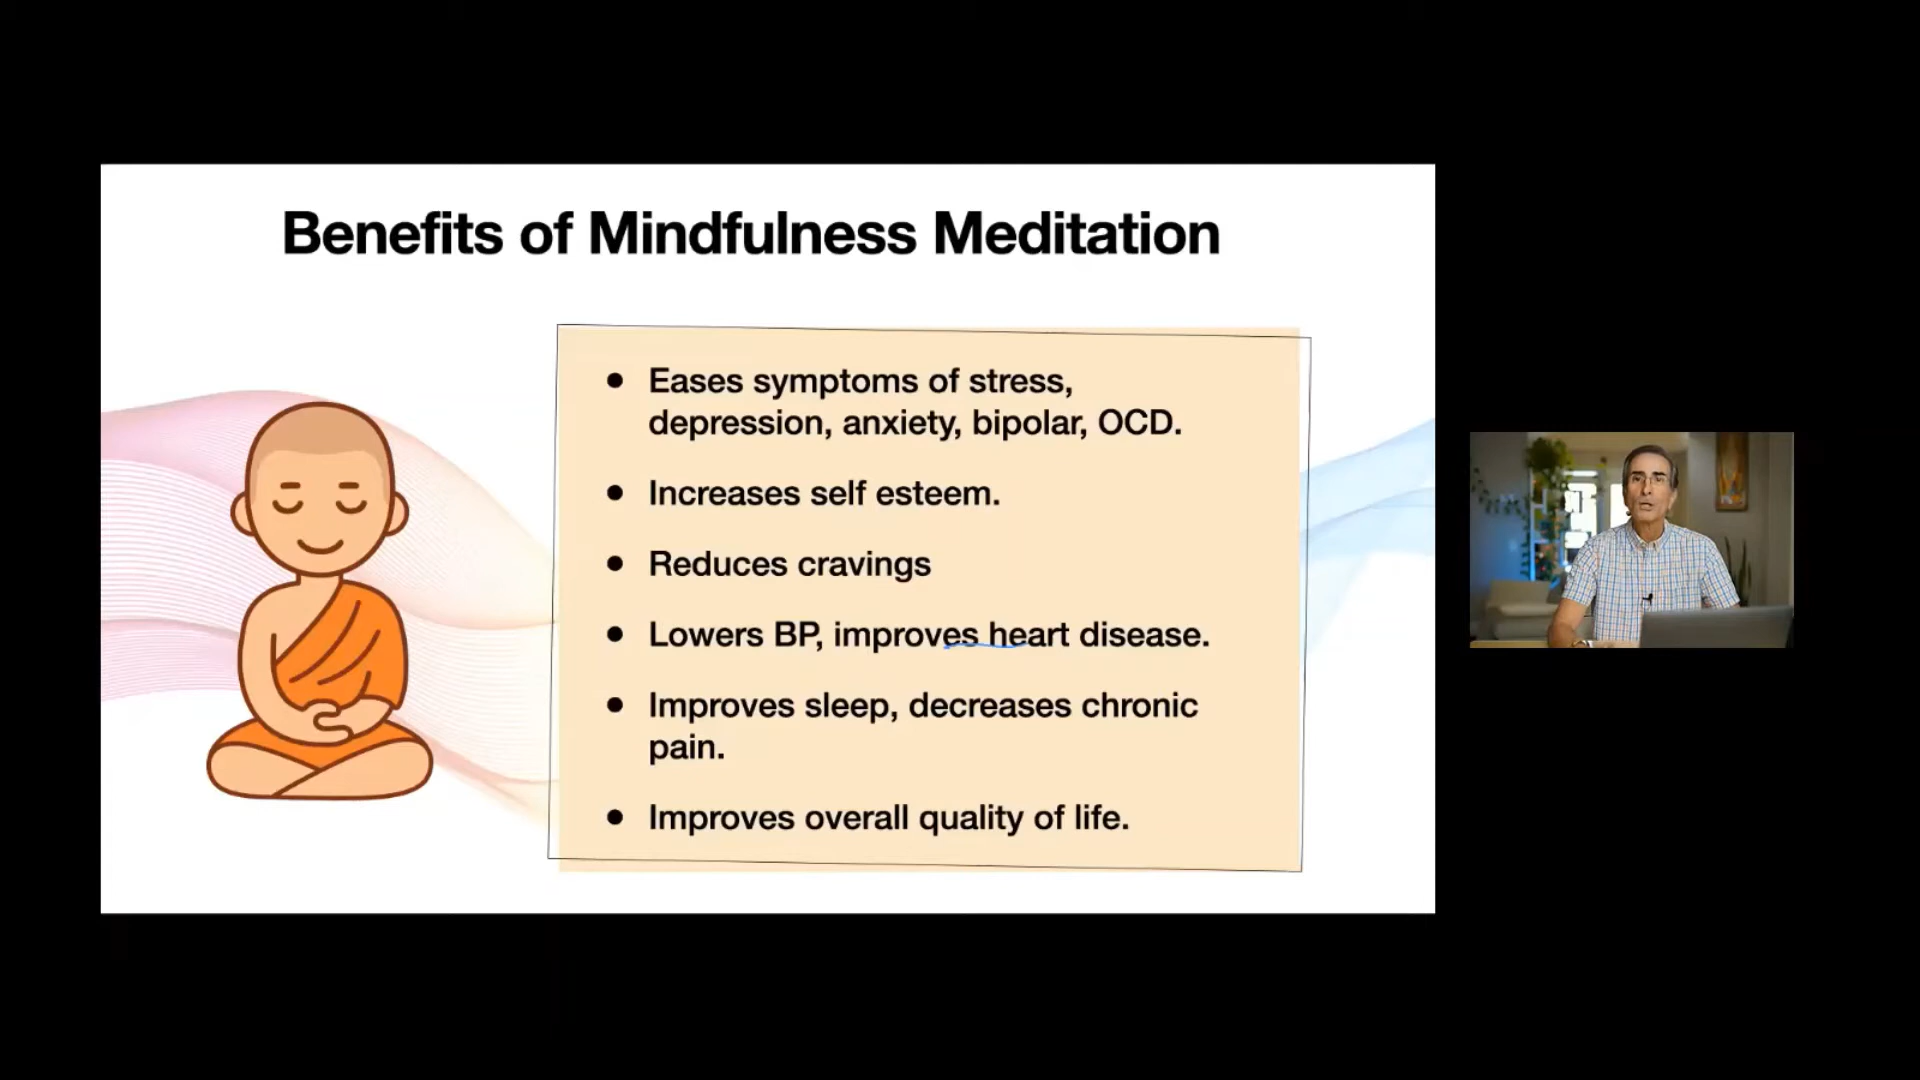 Benefits of Mindfulness Meditation
• Eases symptoms of stress,
depression, anxiety, bipolar, OCD.
• Increases self esteem.
• Reduces cravings
• Lowers BP, improves heart disease.
• Improves sleep, decreases chronic
pain.
• Improves overall quality of life.